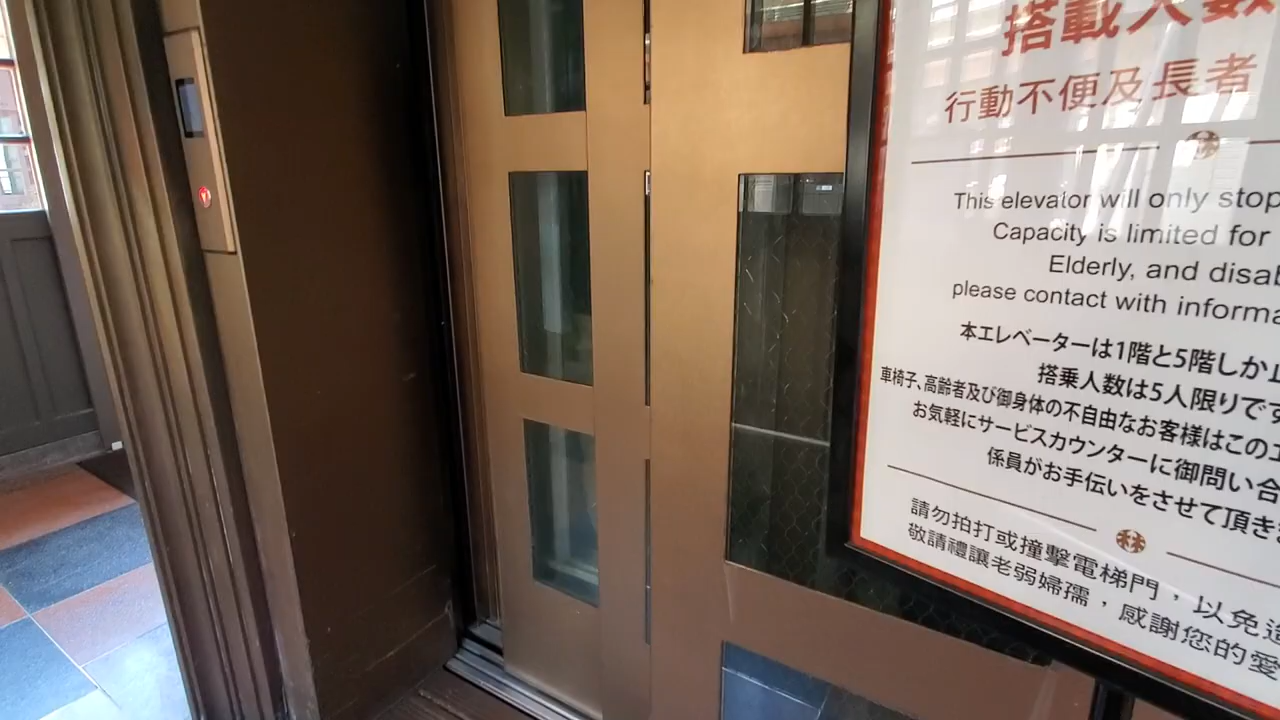 搭載人數
行動不便及長者
This elevator will only stop
Capacity is limited for
Elderly, and
please contact with
本エレベーターは1階と5階しか
搭乗人数は5人限りです
車椅子、高齢者及び御身体の不自由なお客様はこの
お気軽にサービスカウンターに御問い合
係員がお手伝いをさせて頂き
請勿拍打或撞擊電梯門，以免造
敬請禮讓老弱婦孺，感謝您的愛